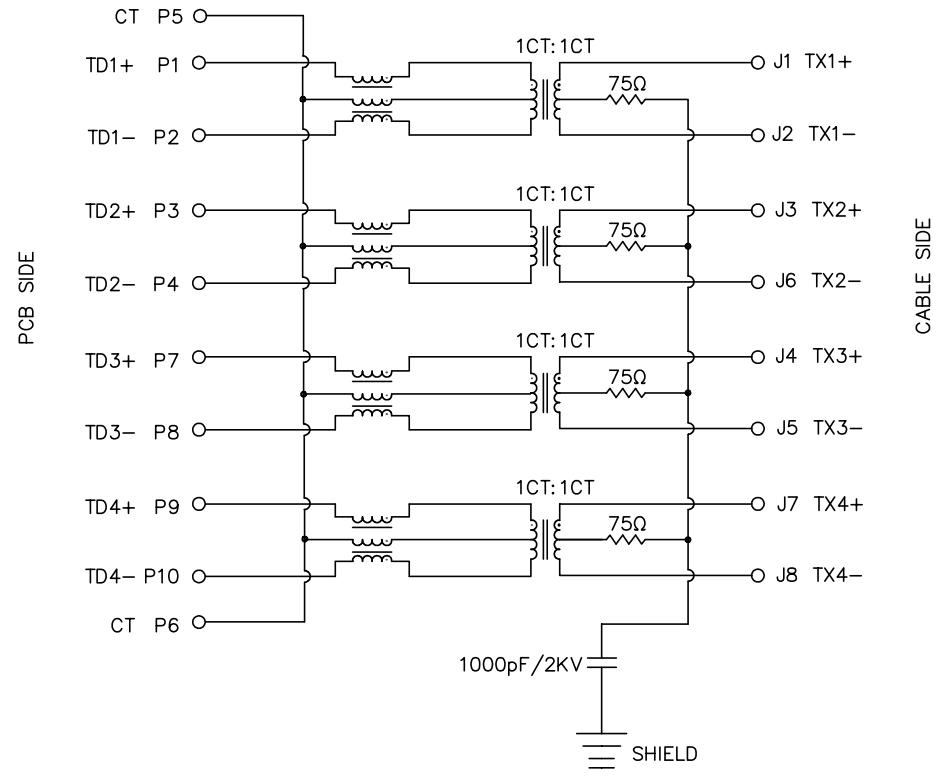 CT P5
1CT:1CT
TD1+ P1
J1 TX1+
75Ω
TD1- P2
J2 TX1-
1CT:1CT
TD2+ P3
J3 TX2+
75Ω
TD2- P4
J6 TX2-
PCB SIDE
CABLE SIDE
1CT:1CT
TD3+ P7
J4 TX3+
75Ω
TD3- P8
J5 TX3-
1CT:1CT
TD4+ P9
J7 TX4+
75Ω
TD4- P10
J8 TX4-
CT P6
1000pF/2KV
SHIELD